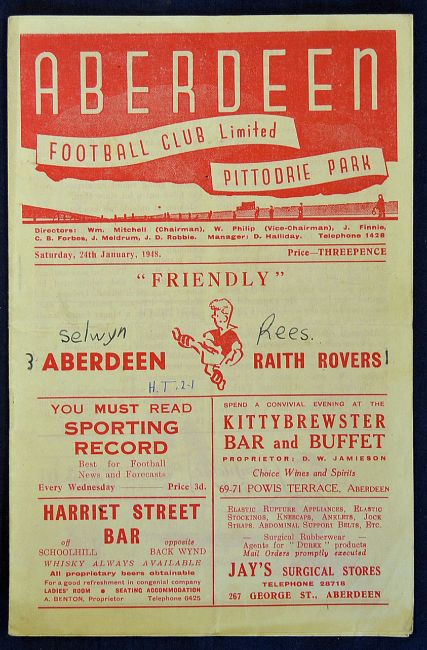 ABERDEEN
FOOTBALL CLUB Limited
PITTODRIE PARK
Directors: Wm. Mitchell (Chairman), W. Philip (Vice-Chairman), J. Finnie,
C. B. Forbes, J. Meldrum, J. D. Robbie. Manager: D. Halliday. Telephone 1428
Saturday, 24th January, 1948. Price—THREEPENCE
"FRIENDLY"
Selwyn Rees.
3 ABERDEEN RAITH ROVERS 1
H.T. 2-1
YOU MUST READ
SPORTING
RECORD
Best for Football
News and Forecasts
Every Wednesday ——— Price 3d.
HARRIET STREET
BAR
off opposite
SCHOOLHILL BACK WYND
WHISKY ALWAYS AVAILABLE
All proprietary beers obtainable
For a good refreshment in congenial company
LADIES' ROOM ● SEATING ACCOMMODATION
A. BENTON, Proprietor Telephone 6425
SPEND A CONVIVIAL EVENING AT THE
KITTYBREWSTER
BAR and BUFFET
PROPRIETOR: D. W. JAMIESON
Choice Wines and Spirits
69-71 POWIS TERRACE, ABERDEEN
ELASTIC RUPTURE APPLIANCES, ELASTIC
STOCKINGS, KNEECAPS, ANKLETS, JOCK
STRAPS, ABDOMINAL SUPPORT BELTS, ETC.
— Surgical Rubberwear —
Agents for "DUREX" products
Mail Orders promptly executed
JAY'S SURGICAL STORES
TELEPHONE 28718
267 GEORGE ST., ABERDEEN